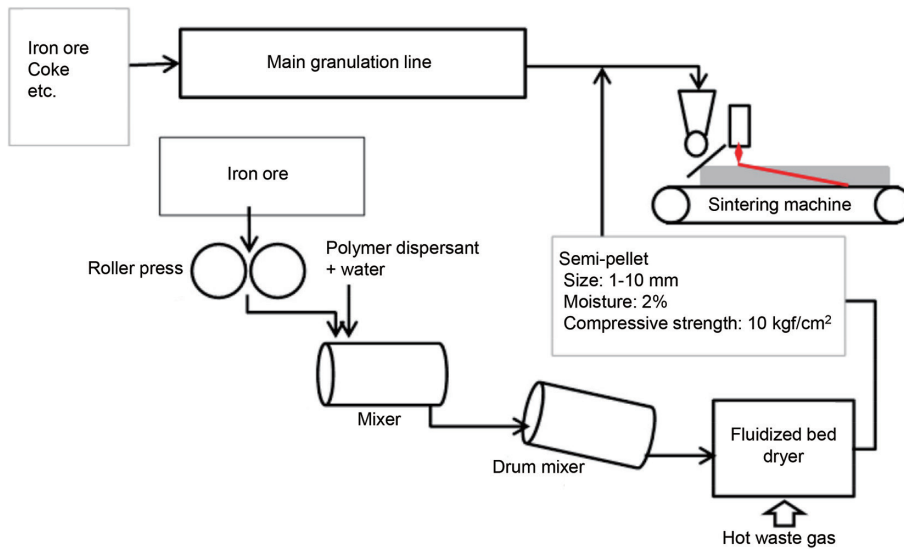 Iron ore
Coke
etc.
Main granulation line
Iron ore
Sintering machine
Roller press
Polymer dispersant
+ water
Semi-pellet
Size: 1-10 mm
Moisture: 2%
Compressive strength: 10 kgf/cm²
Mixer
Drum mixer
Fluidized bed
dryer
Hot waste gas